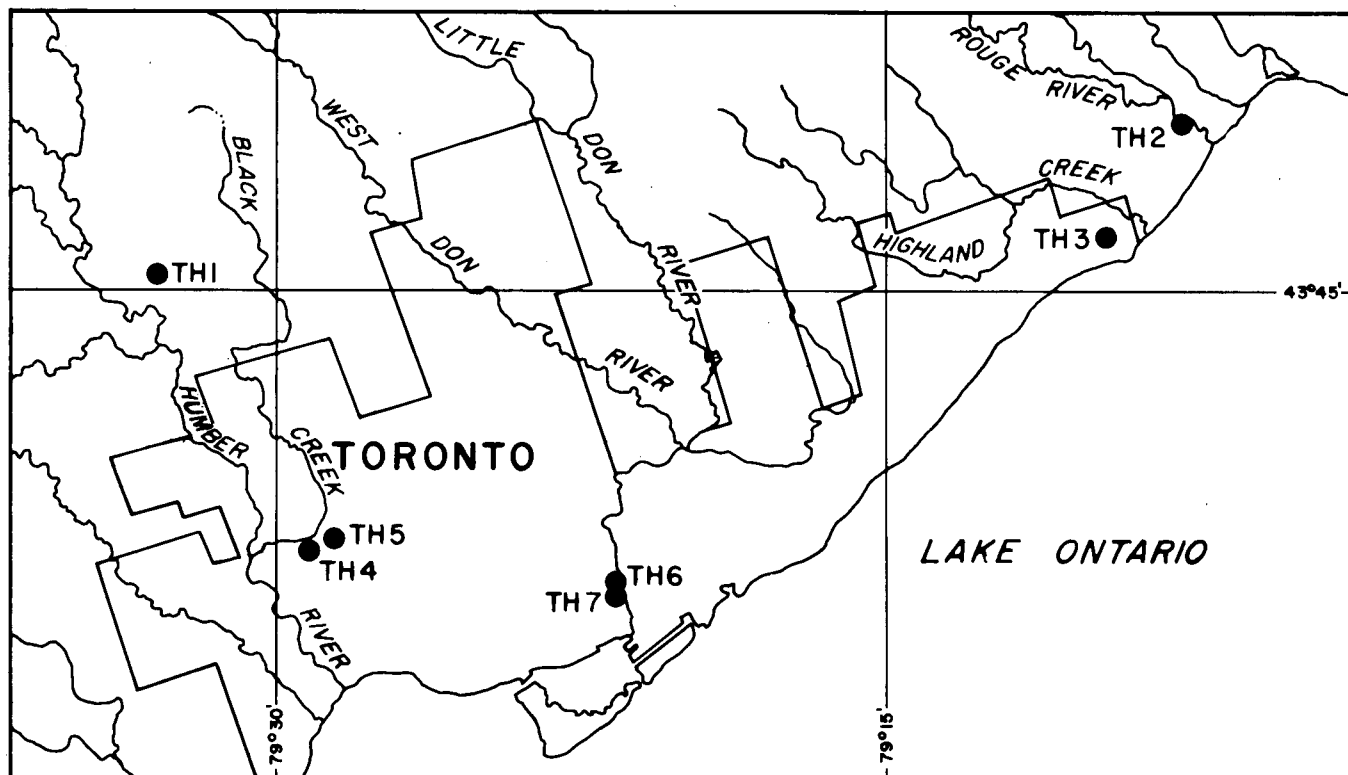 LITTLE
ROUGE
RIVER
WEST
BLACK
DON
TH2
CREEK
TH1
DON
RIVER
HIGHLAND
TH3
43°45'
RIVER
HUMBER
CREEK
TORONTO
TH5
TH4
LAKE ONTARIO
TH6
TH7
RIVER
79°30'
79°15'